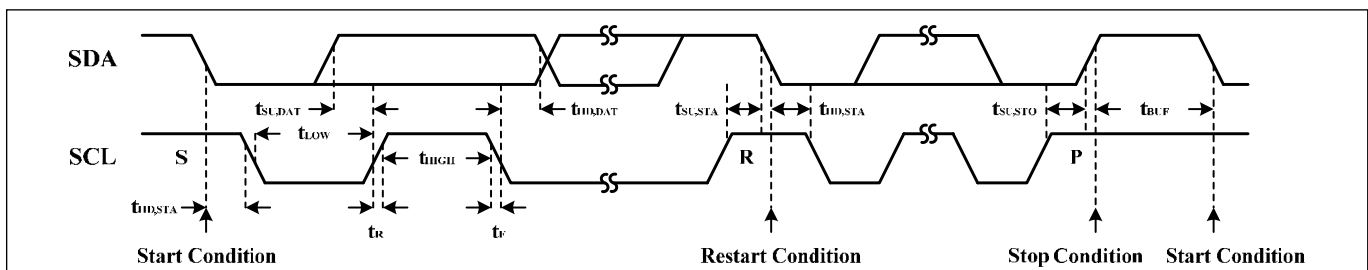 SDA
tSU,DAT
tHD,DAT
tSU,STA
tHD,STA
tSU,STO
tBUF
tLOW
SCL
S
tHIGH
R
P
tHD,STA
tR
tF
Start Condition
Restart Condition
Stop Condition
Start Condition